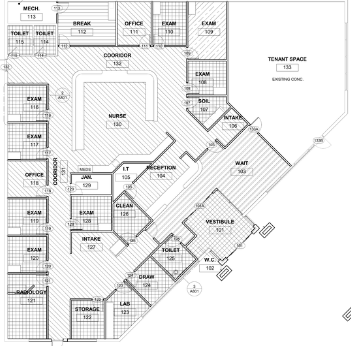 MECH.
113
BREAK
112
OFFICE
111
EXAM
110
EXAM
109
TOILET
115
TOILET
114
COORIDOR
132
TENANT SPACE
133
EXISTING CONC.
EXAM
108
EXAM
116
SOIL
107
NURSE
130
INTAKE
106
EXAM
117
WAIT
103
OFFICE
118
COORIDOR
131
JAN.
129
I.T
105
RECEPTION
104
EXAM
119
EXAM
128
CLEAN
126
VESTIBULE
101
INTAKE
127
EXAM
120
TOILET
125
W.C.
102
DRAW
124
RADIOLOGY
121
STORAGE
122
LAB
123